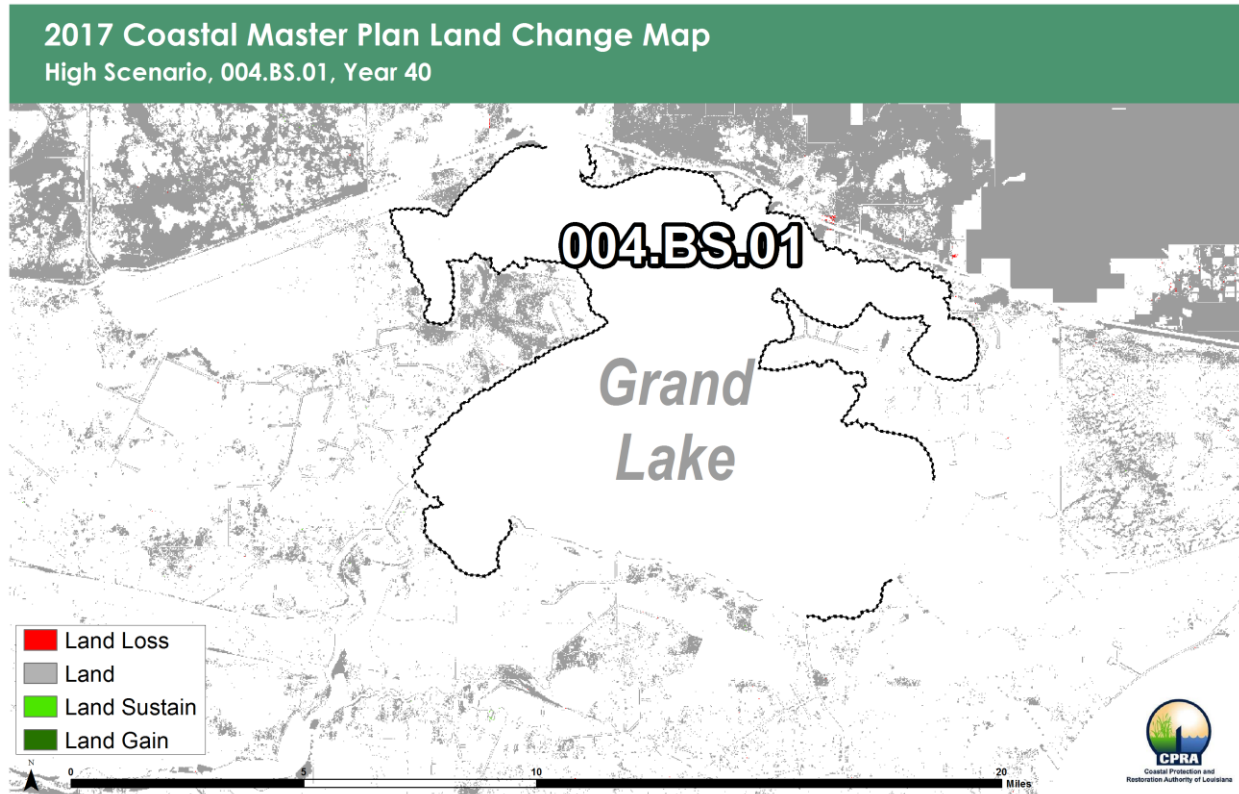 2017 Coastal Master Plan Land Change Map
High Scenario, 004.BS.01, Year 40
004.BS.01
Grand
Lake
Land Loss
Land
Land Sustain
Land Gain
N
0 5 10 20
Miles
CPRA
Coastal Protection and
Restoration Authority of Louisiana